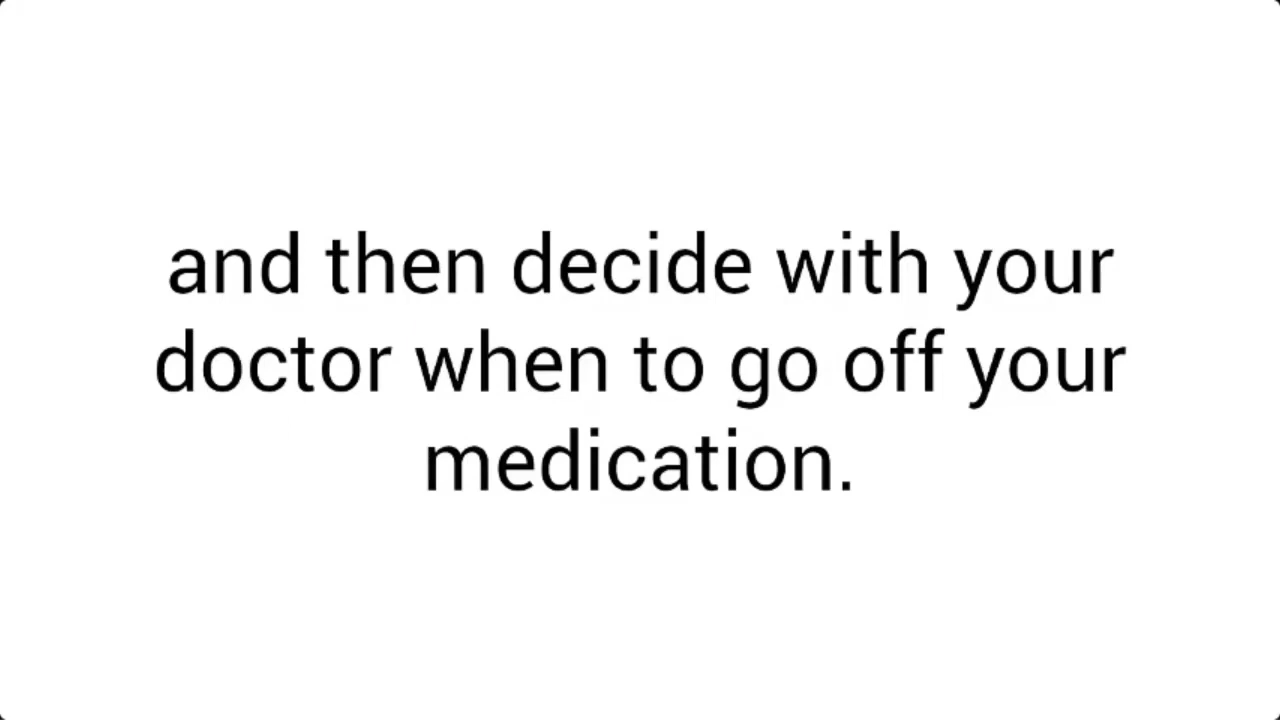 and then decide with your
doctor when to go off your
medication.